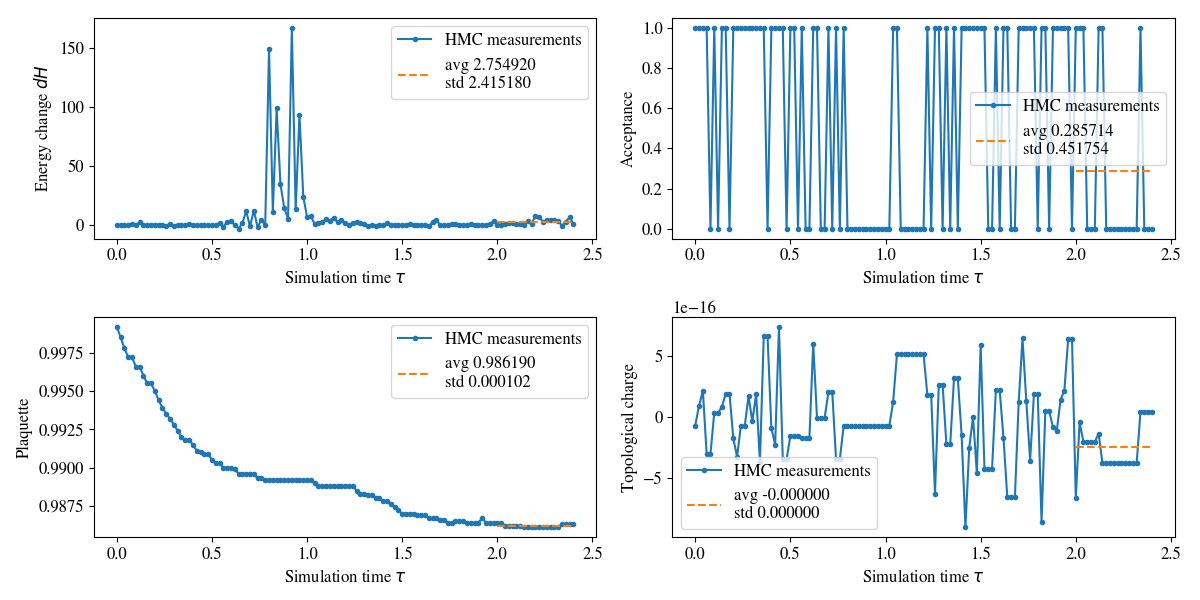 Energy change dH
150
100
50
0
0.0
0.5
1.0
1.5
2.0
2.5
Simulation time τ
HMC measurements
avg 2.754920
std 2.415180
Acceptance
1.0
0.8
0.6
0.4
0.2
0.0
0.0
0.5
1.0
1.5
2.0
2.5
Simulation time τ
HMC measurements
avg 0.285714
std 0.451754
Plaquette
0.9975
0.9950
0.9925
0.9900
0.9875
0.0
0.5
1.0
1.5
2.0
2.5
Simulation time τ
HMC measurements
avg 0.986190
std 0.000102
1e−16
Topological charge
5
0
−5
0.0
0.5
1.0
1.5
2.0
2.5
Simulation time τ
HMC measurements
avg -0.000000
std 0.000000